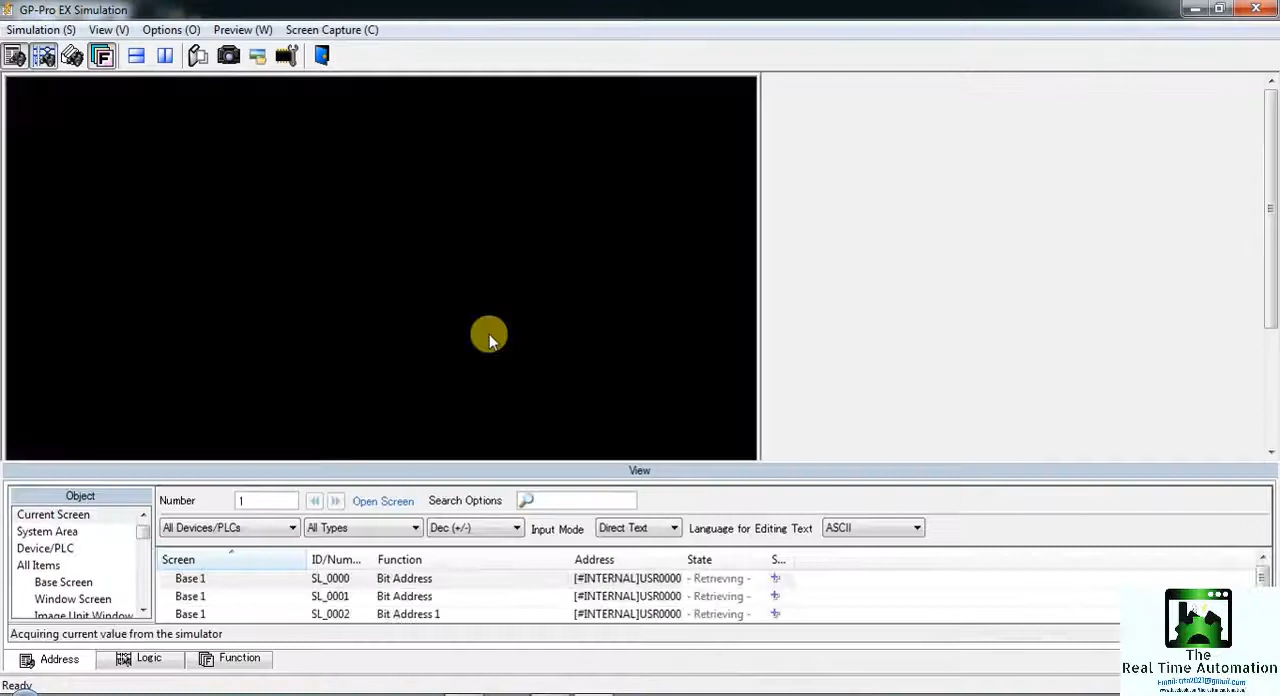 GP-Pro EX Simulation
Simulation (S) View (V) Options (O) Preview (W) Screen Capture (C)
View
Object
Number 1 Open Screen Search Options
Current Screen
System Area
Device/PLC
All Items
Base Screen
Window Screen
Image Unit Window
All Devices/PLCs All Types Dec (+/-) Input Mode Direct Text Language for Editing Text ASCII
Screen ID/Num... Function Address State S...
Base 1 SL_0000 Bit Address [#INTERNAL]USR0000 - Retrieving -
Base 1 SL_0001 Bit Address [#INTERNAL]USR0000 - Retrieving -
Base 1 SL_0002 Bit Address 1 [#INTERNAL]USR0000 - Retrieving -
Acquiring current value from the simulator
Address Logic Function
Ready
The
Real Time Automation